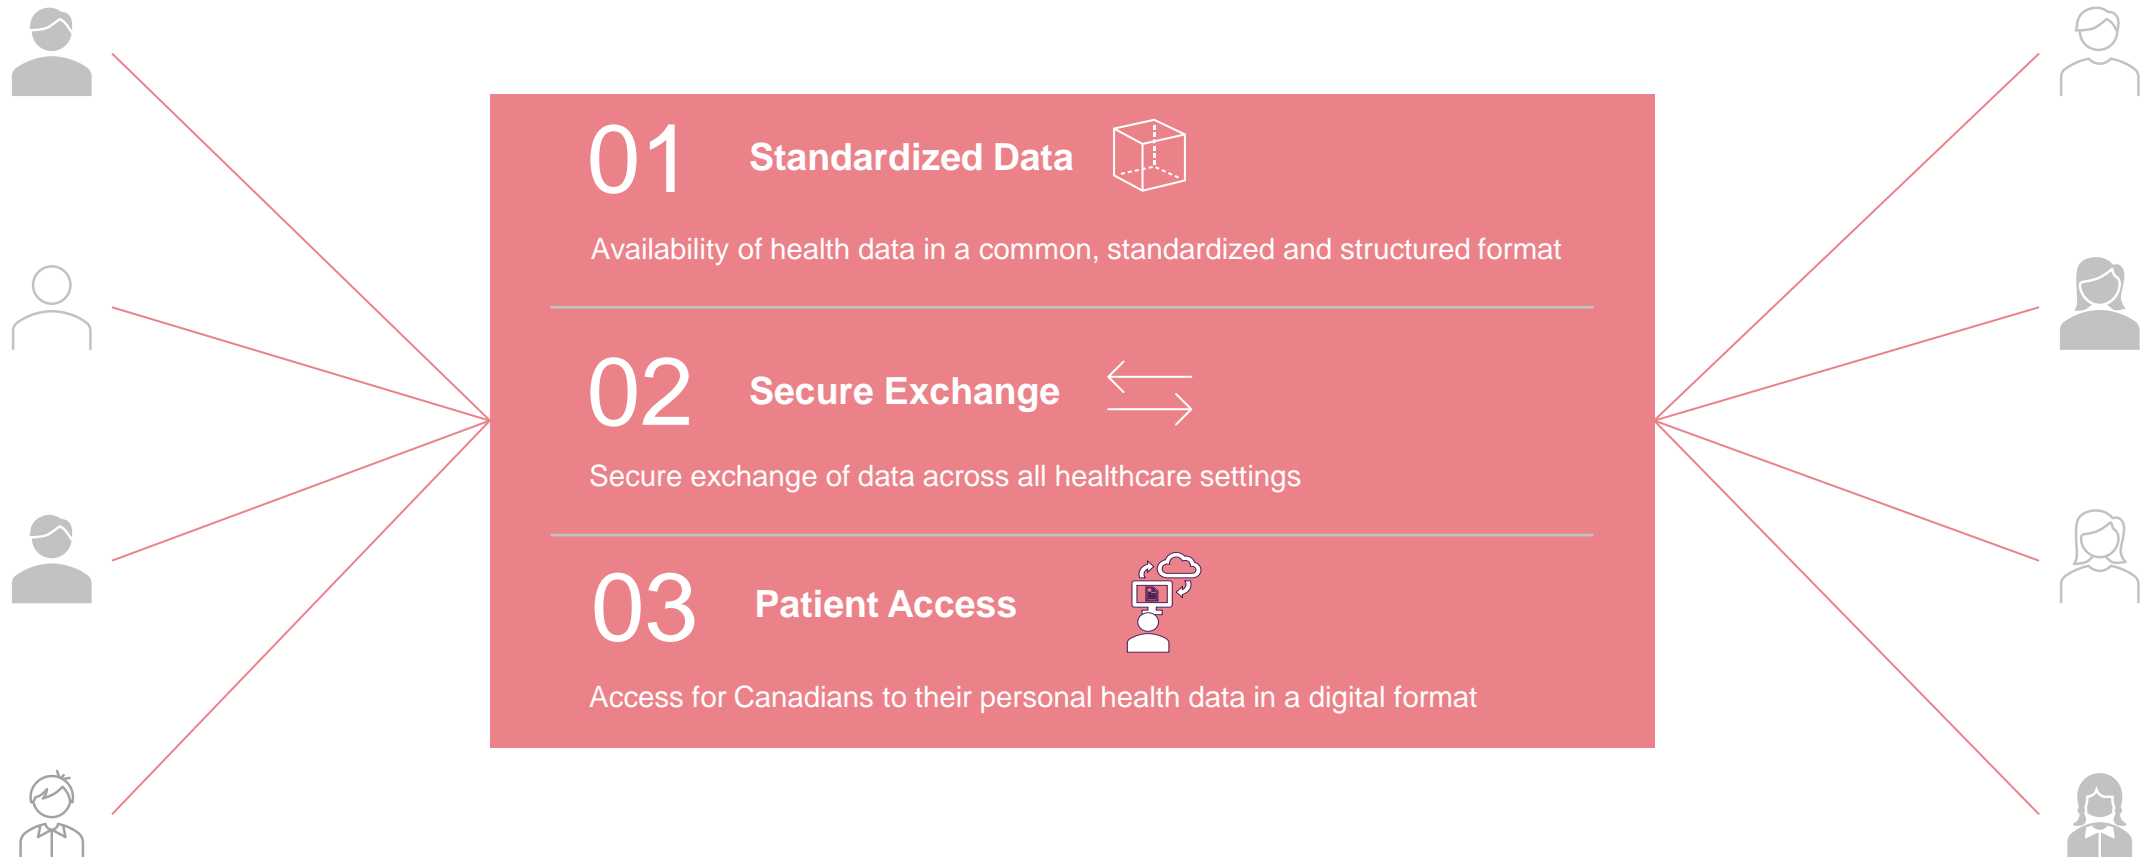 01 Standardized Data
Availability of health data in a common, standardized and structured format
02 Secure Exchange
Secure exchange of data across all healthcare settings
03 Patient Access
Access for Canadians to their personal health data in a digital format